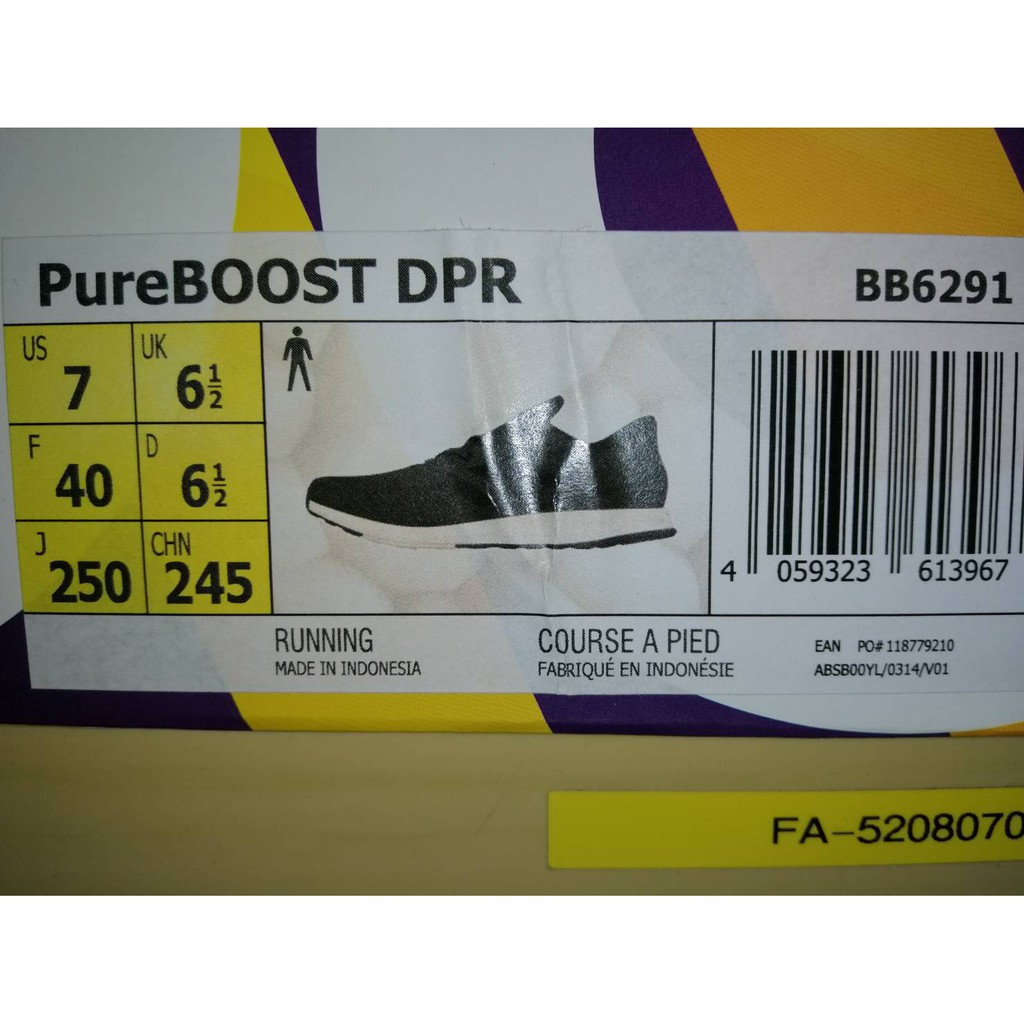 PureBOOST DPR BB6291
US 7 UK 6½
F 40 D 6½
J 250 CHN 245
4 059323 613967
RUNNING COURSE A PIED EAN PO# 118779210
MADE IN INDONESIA FABRIQUÉ EN INDONÉSIE ABSB00YL/0314/V01
FA-5208070